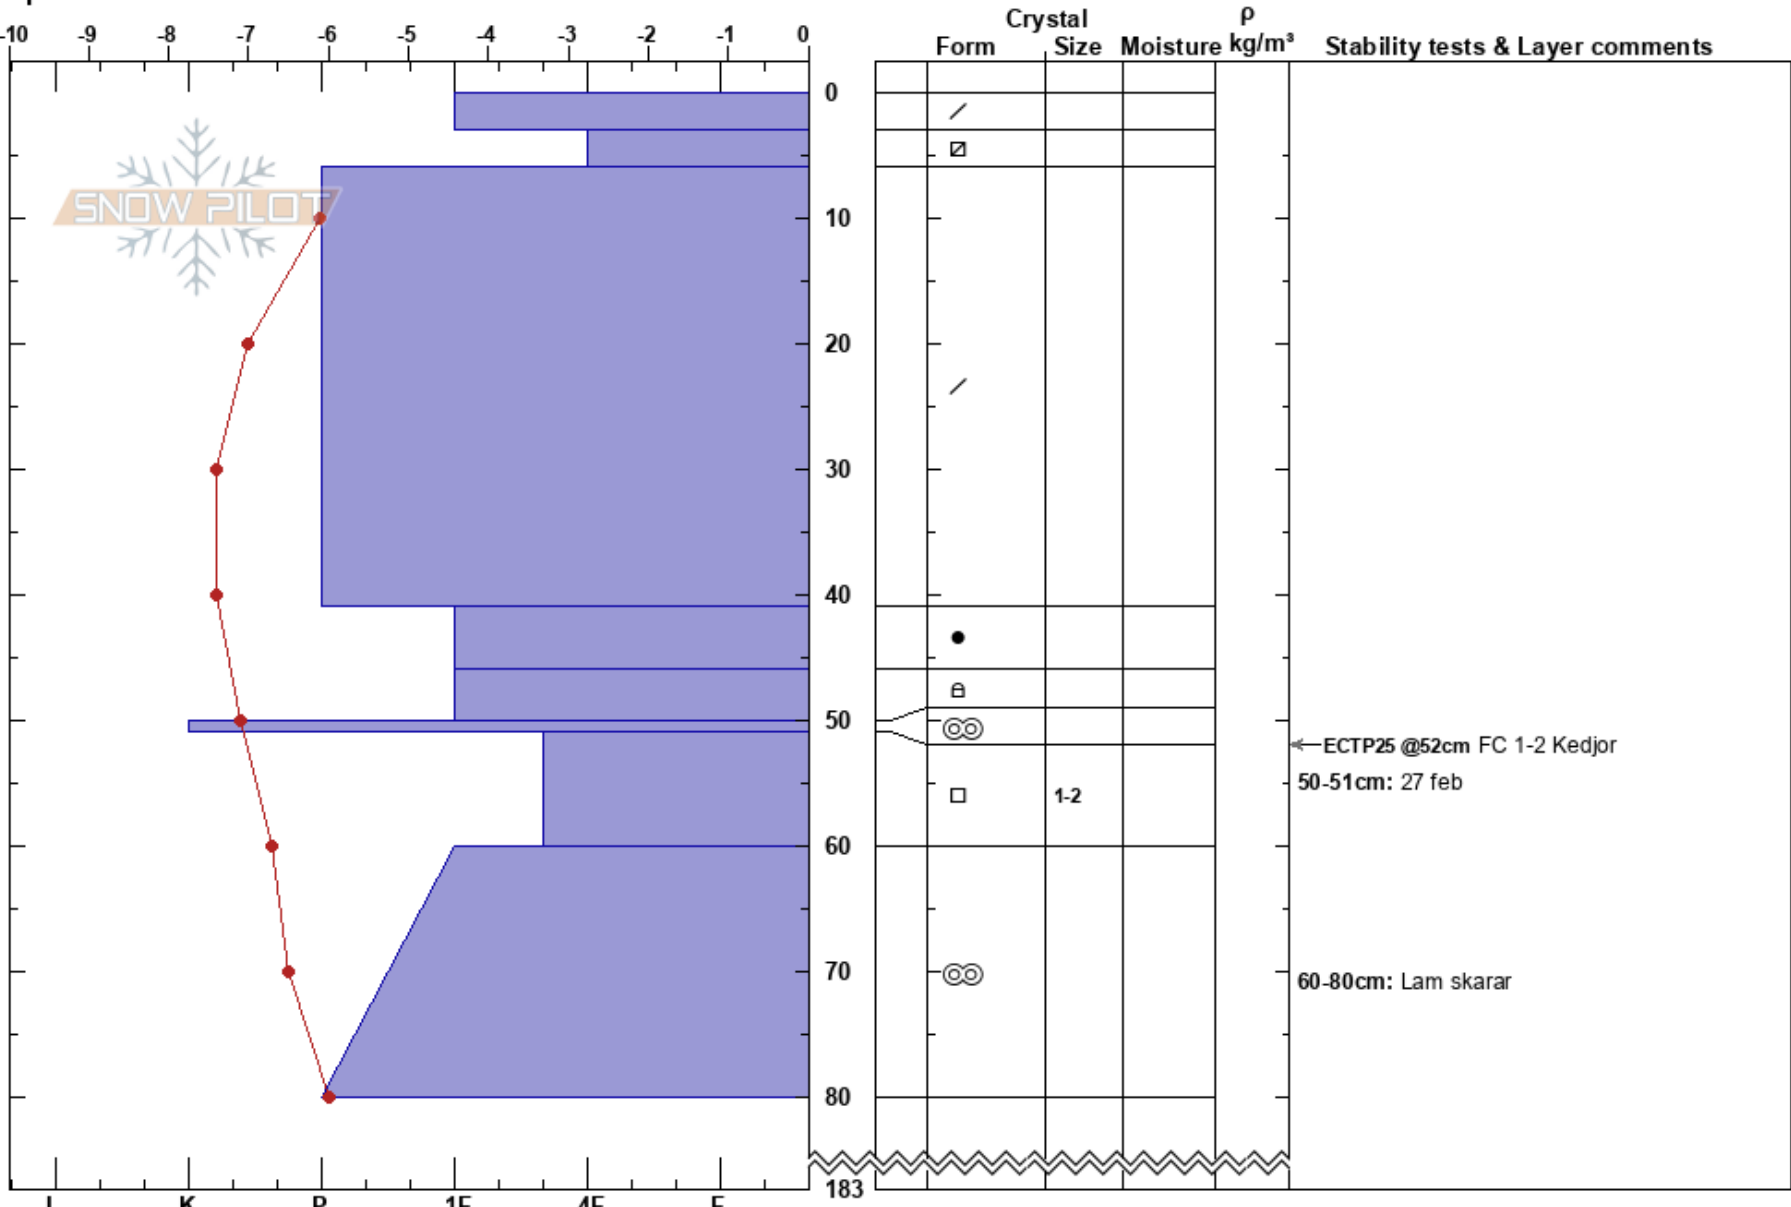 Crystal ρ
-10 -9 -8 -7 -6 -5 -4 -3 -2 -1 0 Form Size Moisture kg/m³ Stability tests & Layer comments
0
SNOW PILOT
10
20
30
40
50
ECTP25 @52cm FC 1-2 Kedjor
50-51cm: 27 feb
1-2
60
70
60-80cm: Lam skarar
80
183
I K P 1F 4F F